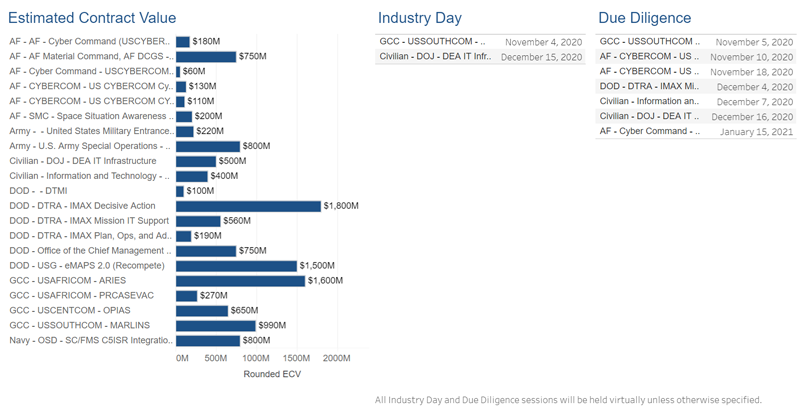 Estimated Contract Value
AF - AF - Cyber Command (USCYBER.. $180M
AF - AF Material Command, AF DCGS - .. $750M
AF - Cyber Command - USCYBERCOM.. $60M
AF - CYBERCOM - US CYBERCOM Cy.. $130M
AF - CYBERCOM - US CYBERCOM CY.. $110M
AF - SMC - Space Situation Awareness .. $200M
Army - - United States Military Entrance.. $220M
Army - U.S. Army Special Operations - .. $800M
Civilian - DOJ - DEA IT Infrastructure $500M
Civilian - Information and Technology - .. $400M
DOD - - DTMI $100M
DOD - DTRA - IMAX Decisive Action $1,800M
DOD - DTRA - IMAX Mission IT Support $560M
DOD - DTRA - IMAX Plan, Ops, and Ad.. $190M
DOD - Office of the Chief Management .. $750M
DOD - USG - eMAPS 2.0 (Recompete) $1,500M
GCC - USAFRICOM - ARIES $1,600M
GCC - USAFRICOM - PRCASEVAC $270M
GCC - USCENTCOM - OPIAS $650M
GCC - USSOUTHCOM - MARLINS $990M
Navy - OSD - SC/FMS C5ISR Integratio.. $800M
0M 500M 1000M 1500M 2000M
Rounded ECV
Industry Day
GCC - USSOUTHCOM - .. November 4, 2020
Civilian - DOJ - DEA IT Infr.. December 15, 2020
Due Diligence
GCC - USSOUTHCOM .. November 5, 2020
AF - CYBERCOM - US .. November 10, 2020
AF - CYBERCOM - US .. November 18, 2020
DOD - DTRA - IMAX Mi.. December 4, 2020
Civilian - Information an.. December 7, 2020
Civilian - DOJ - DEA IT .. December 16, 2020
AF - Cyber Command - .. January 15, 2021
All Industry Day and Due Diligence sessions will be held virtually unless otherwise specified.